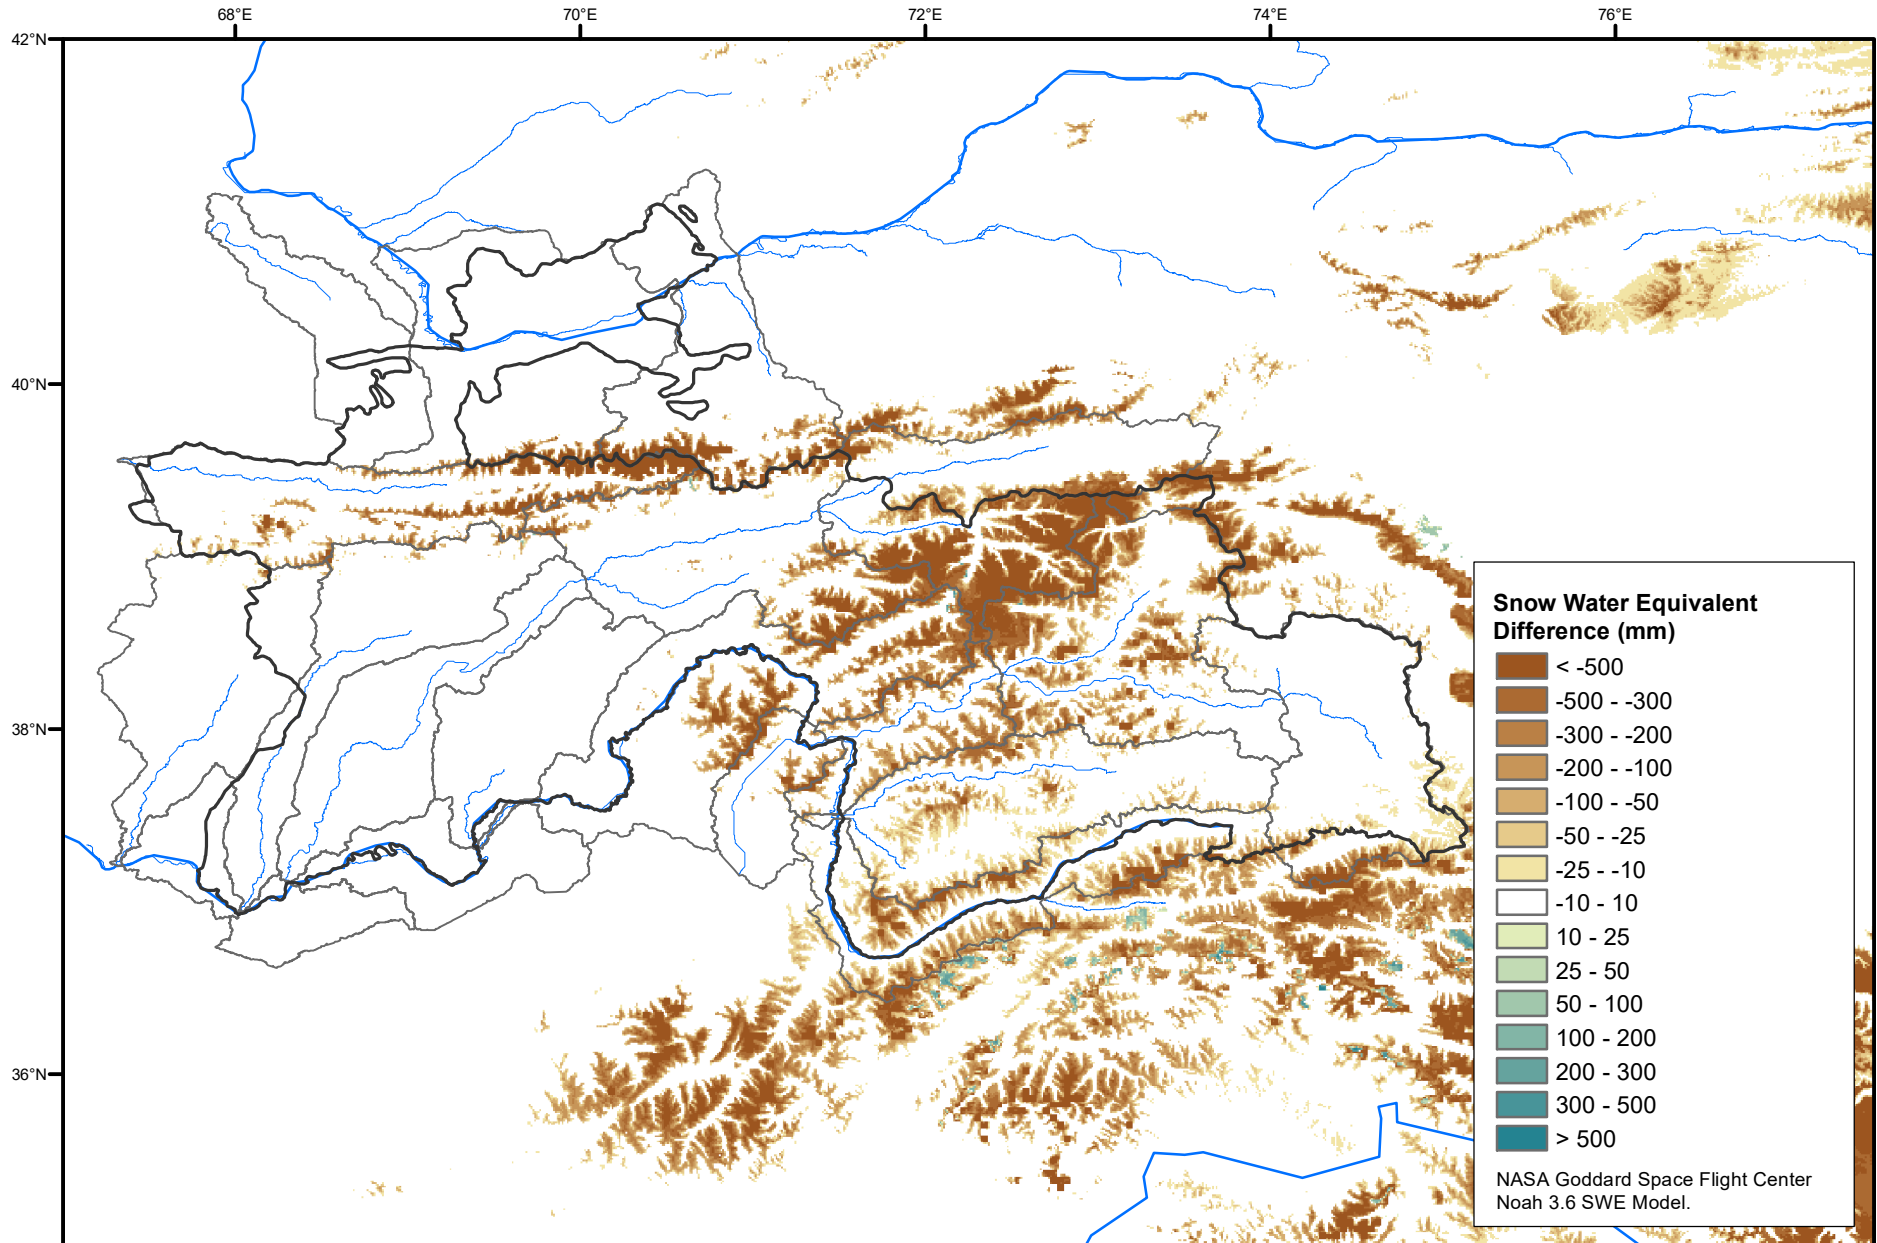 68°E
70°E
72°E
74°E
76°E
42°N
40°N
38°N
36°N
Snow Water Equivalent
Difference (mm)
< -500
-500 - -300
-300 - -200
-200 - -100
-100 - -50
-50 - -25
-25 - -10
-10 - 10
10 - 25
25 - 50
50 - 100
100 - 200
200 - 300
300 - 500
> 500
NASA Goddard Space Flight Center
Noah 3.6 SWE Model.